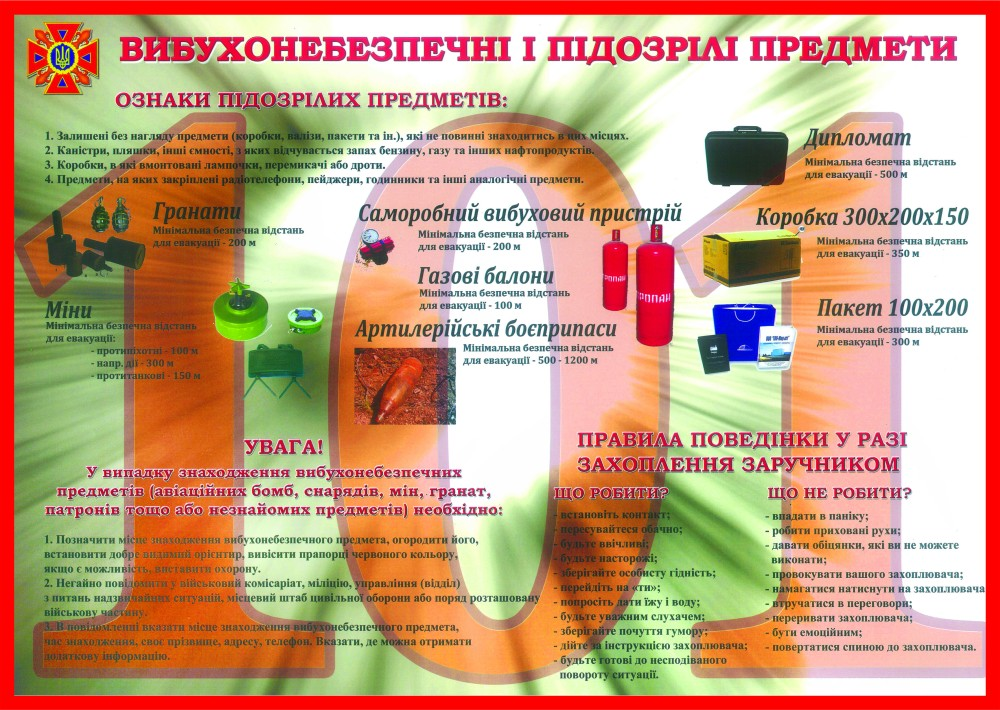 ВИБУХОНЕБЕЗПЕЧНІ І ПІДОЗРІЛІ ПРЕДМЕТИ
ОЗНАКИ ПІДОЗРІЛИХ ПРЕДМЕТІВ:
1. Залишені без нагляду предмети (коробки, валізи, пакети та ін.), які не повинні знаходитись в цих місцях.
2. Каністри, пляшки, інші ємності, з яких відчувається запах бензину, газу та інших нафтопродуктів.
3. Коробки, в які вмонтовані лампочки, перемикачі або дроти.
4. Предмети, на яких закріплені радіотелефони, пейджери, годинники та інші аналогічні предмети.
Дипломат
Мінімальна безпечна відстань
для евакуації - 500 м
Гранати
Мінімальна безпечна відстань
для евакуації - 200 м
Саморобний вибуховий пристрій
Мінімальна безпечна відстань
для евакуації - 200 м
Коробка 300х200х150
Мінімальна безпечна відстань
для евакуації - 350 м
Газові балони
Мінімальна безпечна відстань
для евакуації - 100 м
ПРОПАН
ПРОПАН
Міни
Мінімальна безпечна відстань
для евакуації:
- протипіхотні - 100 м
- напр. дії - 300 м
- протитанкові - 150 м
Артилерійські боєприпаси
Мінімальна безпечна відстань
для евакуації - 500 - 1200 м
Пакет 100х200
Мінімальна безпечна відстань
для евакуації - 300 м
101
УВАГА!
У випадку знаходження вибухонебезпечних
предметів (авіаційних бомб, снарядів, мін, гранат,
патронів тощо або незнайомих предметів) необхідно:
1. Позначити місце знаходження вибухонебезпечного предмета, огородити його,
встановити добре видимий орієнтир, вивісити прапорці червоного кольору,
якщо є можливість, виставити охорону.
2. Негайно повідомити у військовий комісаріат, міліцію, управління (відділ)
з питань надзвичайних ситуацій, місцевий штаб цивільної оборони або поряд розташовану
військову частину.
3. В повідомленні вказати місце знаходження вибухонебезпечного предмета,
час знаходження, своє прізвище, адресу, телефон. Вказати, де можна отримати
додаткову інформацію.
ПРАВИЛА ПОВЕДІНКИ У РАЗІ
ЗАХОПЛЕННЯ ЗАРУЧНИКОМ
ЩО РОБИТИ?
- встановіть контакт;
- пересувайтеся обачно;
- будьте ввічливі;
- будьте насторожі;
- зберігайте особисту гідність;
- перейдіть на «ти»;
- попросіть дати їжу і воду;
- будьте уважним слухачем;
- зберігайте почуття гумору;
- дійте за інструкцією захоплювача;
- будьте готові до несподіваного
повороту ситуації.
ЩО НЕ РОБИТИ?
- впадати в паніку;
- робити приховані рухи;
- давати обіцянки, які ви не можете
виконати;
- провокувати вашого захоплювача;
- намагатися натиснути на захоплювача
- втручатися в переговори;
- переривати захоплювача;
- бути емоційним;
- повертатися спиною до захоплювача.